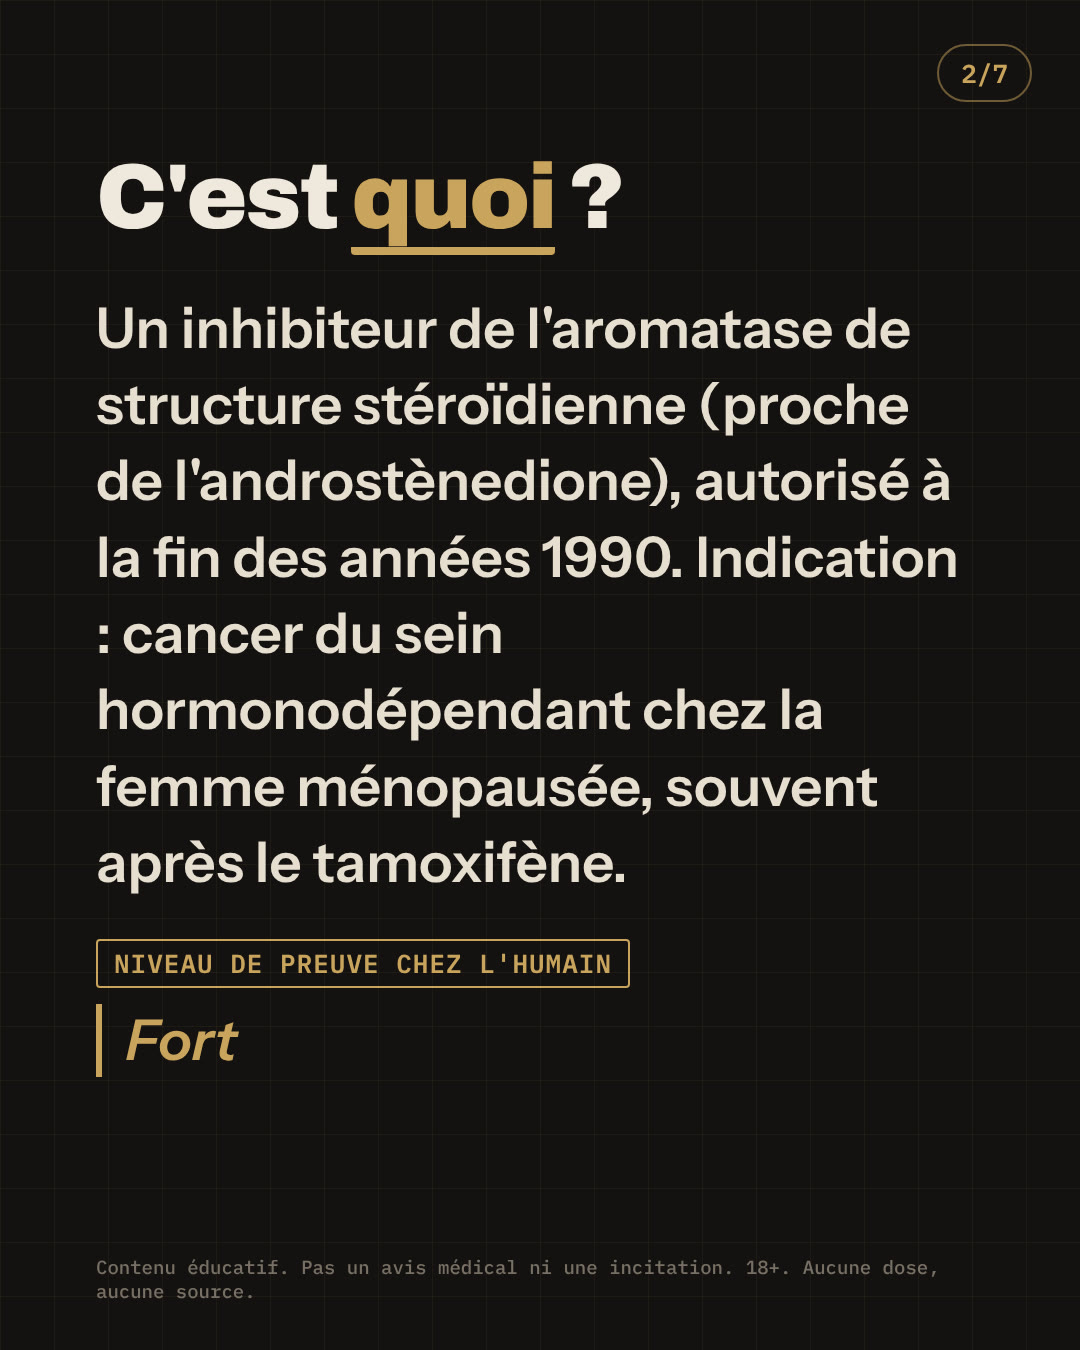 2/7
C'est quoi ?
Un inhibiteur de l'aromatase de
structure stéroïdienne (proche
de l'androstènedione), autorisé à
la fin des années 1990. Indication
: cancer du sein
hormonodépendant chez la
femme ménopausée, souvent
après le tamoxifène.
NIVEAU DE PREUVE CHEZ L'HUMAIN
Fort
Contenu éducatif. Pas un avis médical ni une incitation. 18+. Aucune dose,
aucune source.